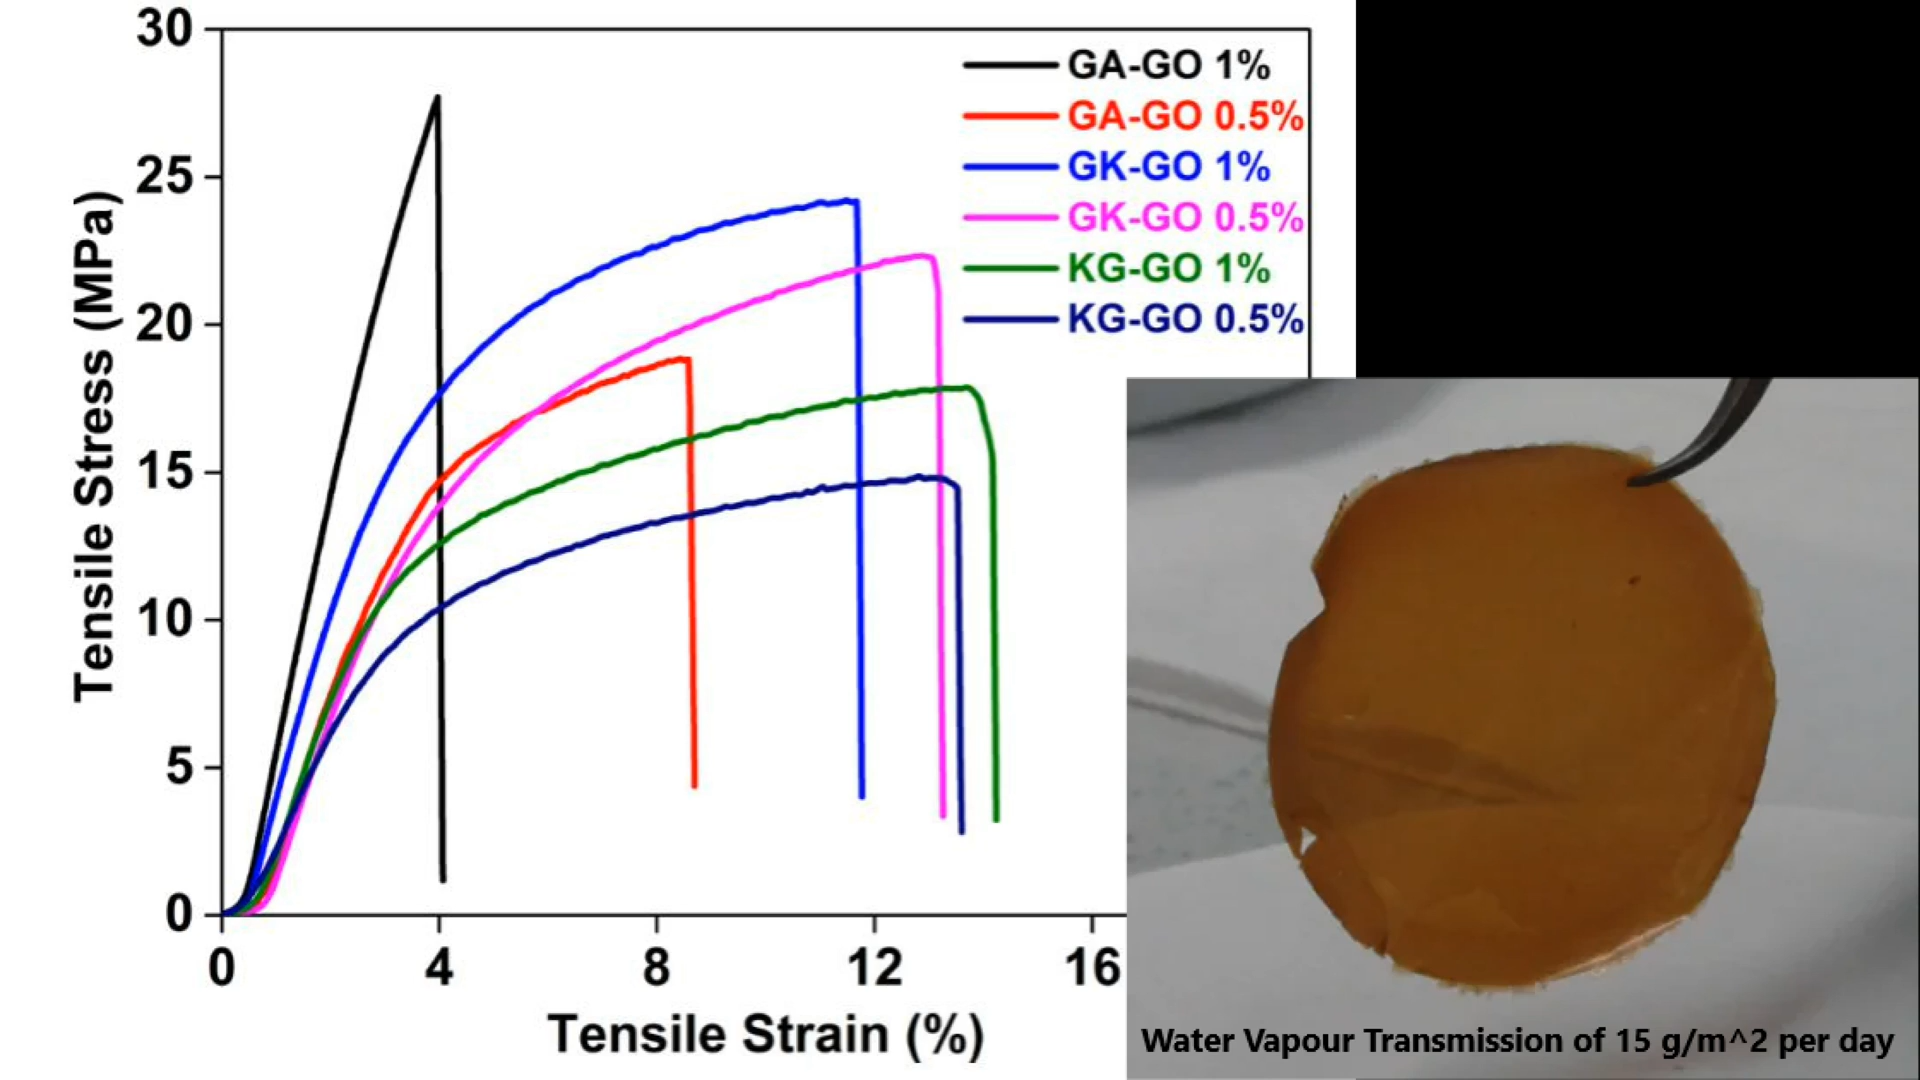 30
25
20
15
10
5
0
Tensile Stress (MPa)
0 4 8 12 16
Tensile Strain (%)
GA-GO 1%
GA-GO 0.5%
GK-GO 1%
GK-GO 0.5%
KG-GO 1%
KG-GO 0.5%
Water Vapour Transmission of 15 g/m^2 per day